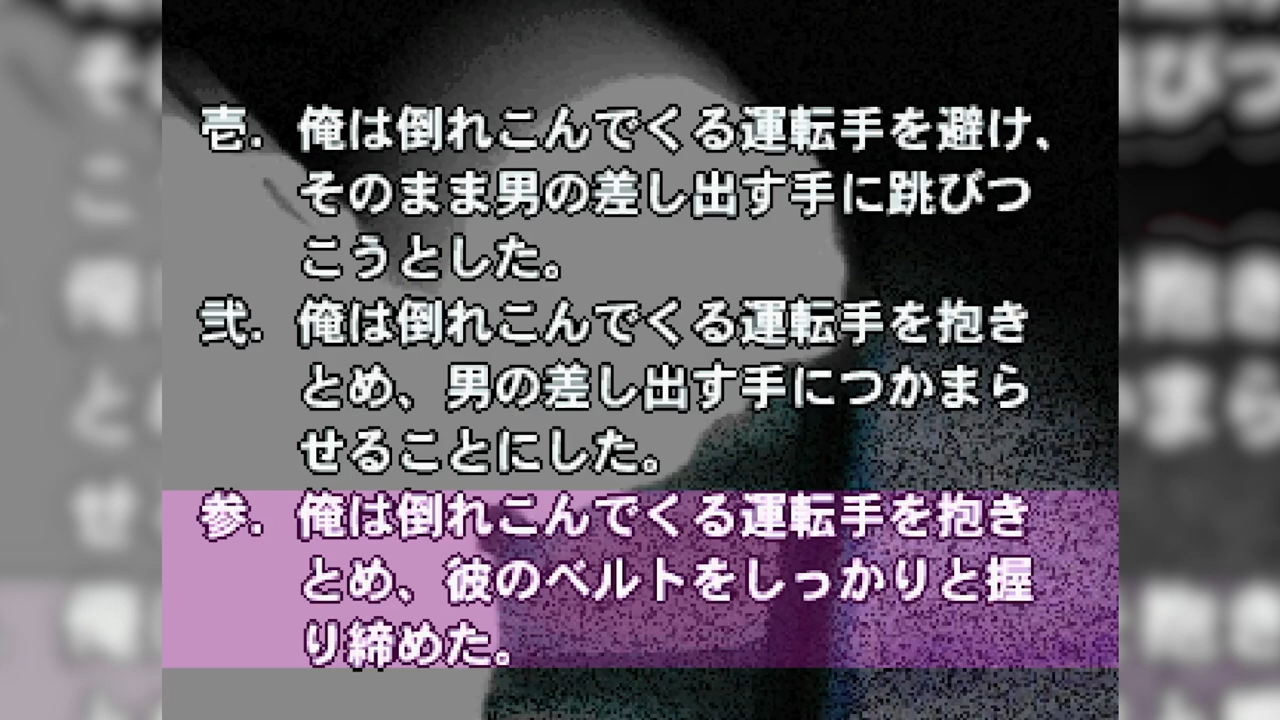 壱. 俺は倒れこんでくる運転手を避け、
そのまま男の差し出す手に跳びつ
こうとした。
弐. 俺は倒れこんでくる運転手を抱き
とめ、男の差し出す手につかまら
せることにした。
参. 俺は倒れこんでくる運転手を抱き
とめ、彼のベルトをしっかりと握
り締めた。